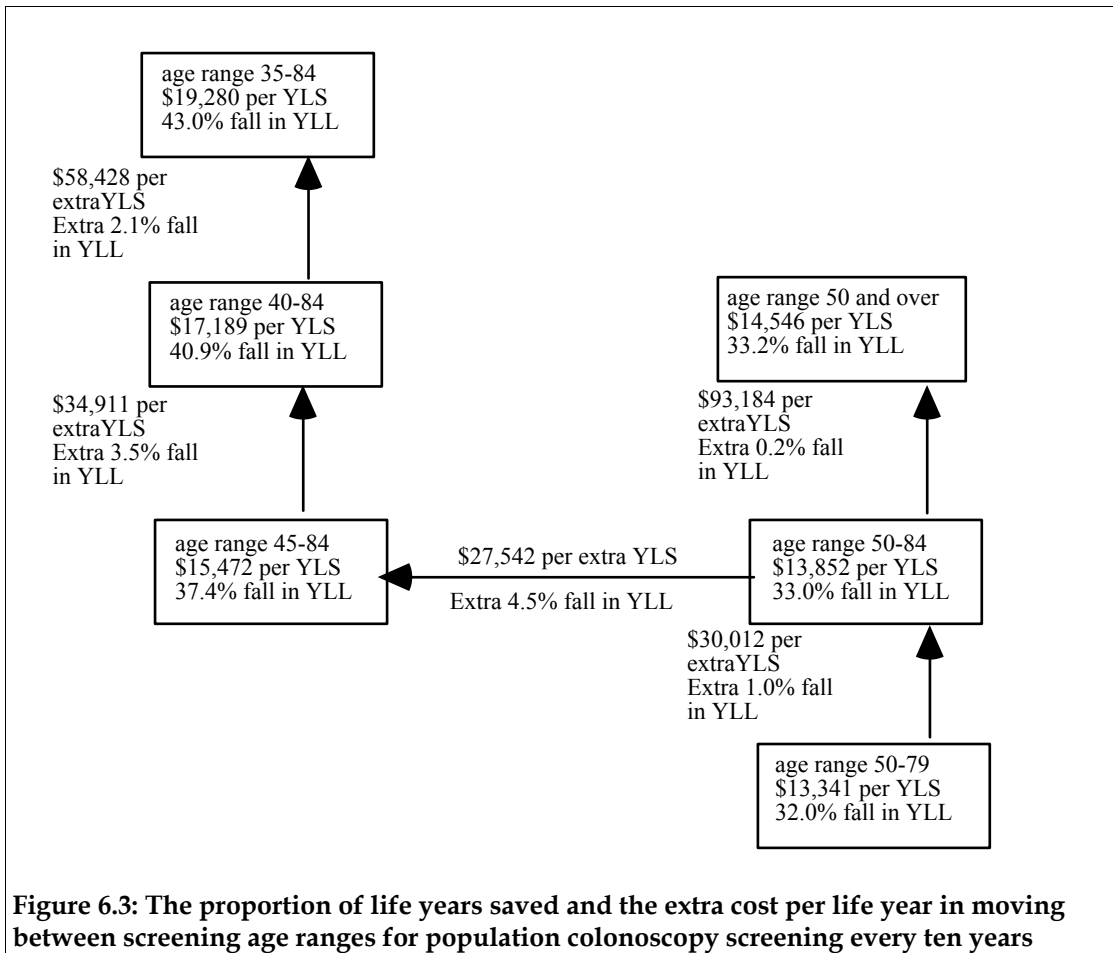 age range 35-84
$19,280 per YLS
43.0% fall in YLL
$58,428 per
extraYLS
Extra 2.1% fall
in YLL
age range 40-84
$17,189 per YLS
40.9% fall in YLL
age range 50 and over
$14,546 per YLS
33.2% fall in YLL
$34,911 per
extraYLS
Extra 3.5% fall
in YLL
$93,184 per
extraYLS
Extra 0.2% fall
in YLL
age range 45-84
$15,472 per YLS
37.4% fall in YLL
$27,542 per extra YLS
Extra 4.5% fall in YLL
age range 50-84
$13,852 per YLS
33.0% fall in YLL
$30,012 per
extraYLS
Extra 1.0% fall
in YLL
age range 50-79
$13,341 per YLS
32.0% fall in YLL
Figure 6.3: The proportion of life years saved and the extra cost per life year in moving
between screening age ranges for population colonoscopy screening every ten years